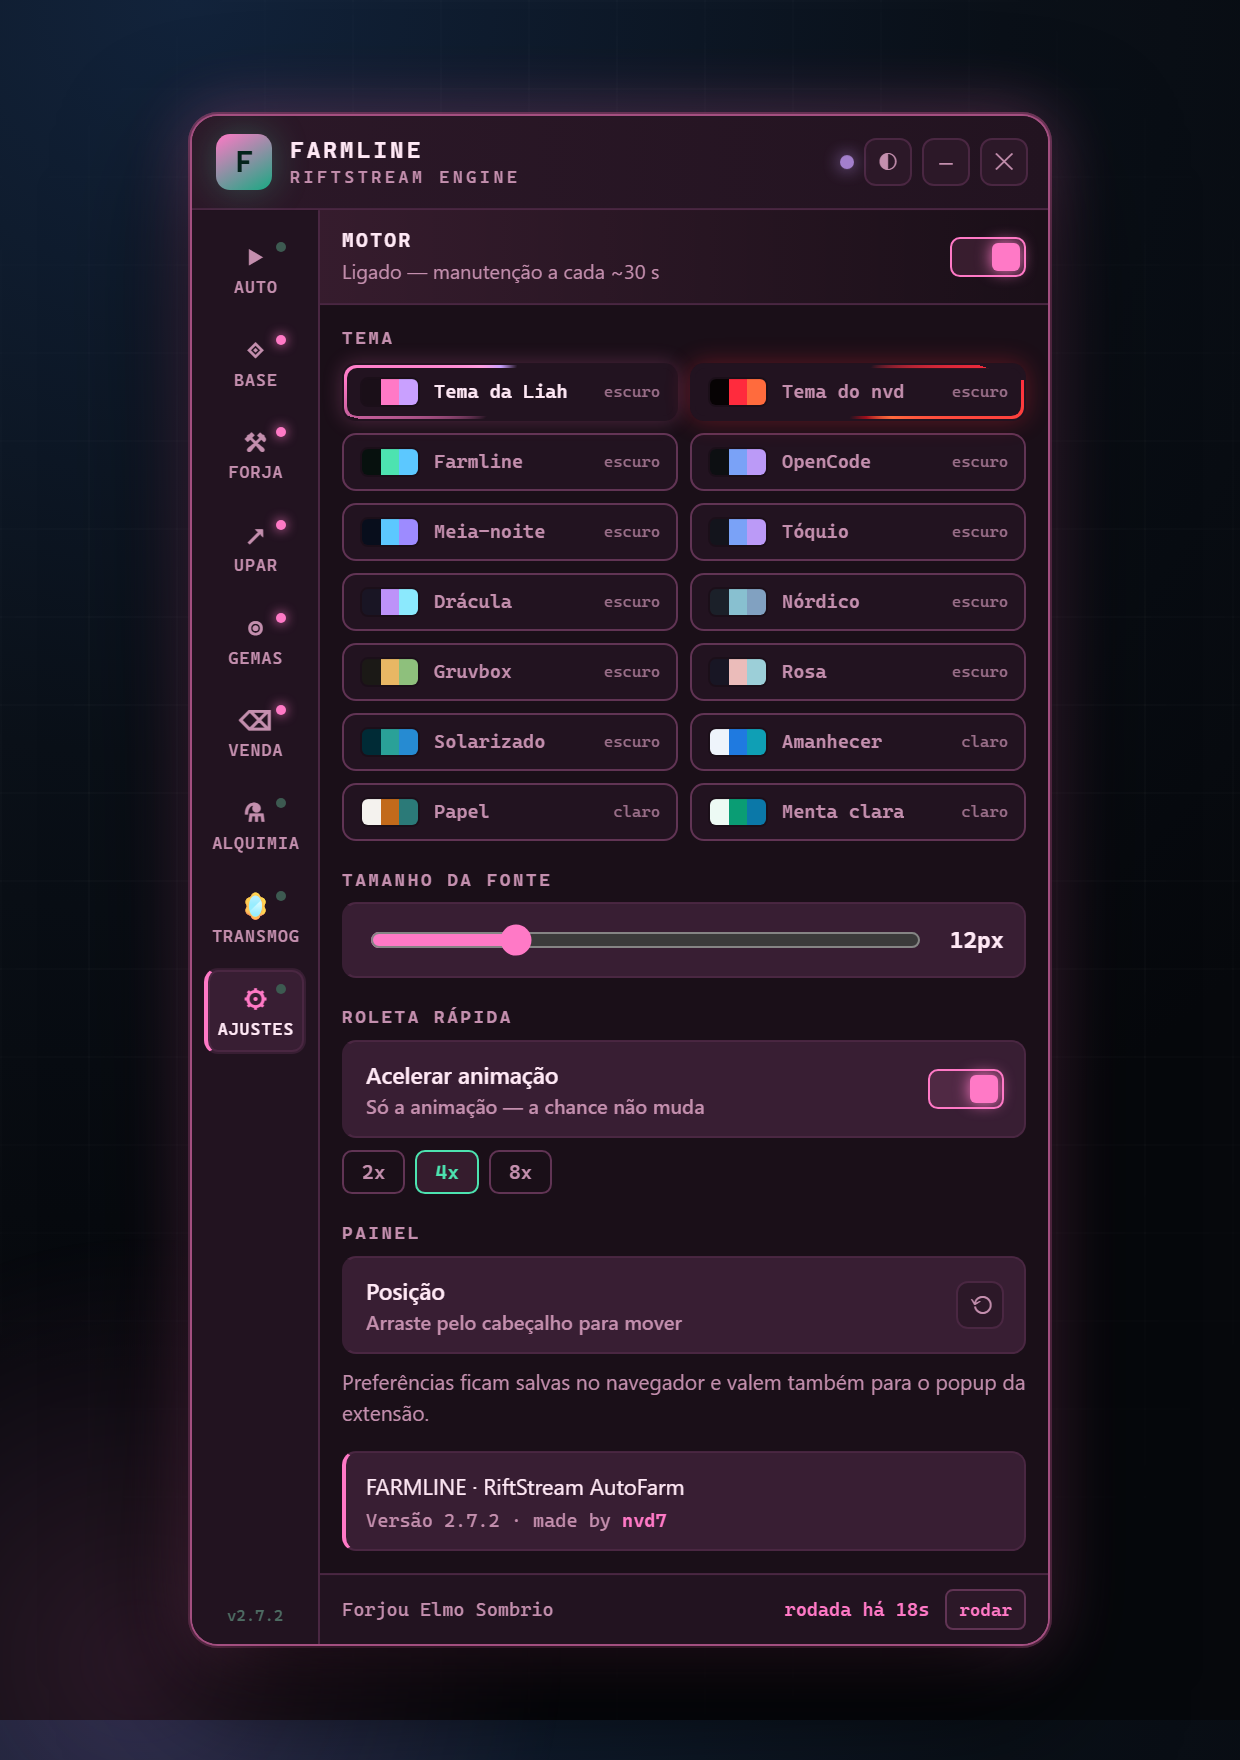 F
FARMLINE
RIFTSTREAM ENGINE
AUTO
BASE
FORJA
UPAR
GEMAS
VENDA
ALQUIMIA
TRANSMOG
AJUSTES
v2.7.2
MOTOR
Ligado — manutenção a cada ~30 s
TEMA
Tema da Liah escuro
Tema do nvd escuro
Farmline escuro
OpenCode escuro
Meia-noite escuro
Tóquio escuro
Drácula escuro
Nórdico escuro
Gruvbox escuro
Rosa escuro
Solarizado escuro
Amanhecer claro
Papel claro
Menta clara claro
TAMANHO DA FONTE
12px
ROLETA RÁPIDA
Acelerar animação
Só a animação — a chance não muda
2x 4x 8x
PAINEL
Posição
Arraste pelo cabeçalho para mover
Preferências ficam salvas no navegador e valem também para o popup da
extensão.
FARMLINE · RiftStream AutoFarm
Versão 2.7.2 · made by nvd7
Forjou Elmo Sombrio
rodada há 18s rodar